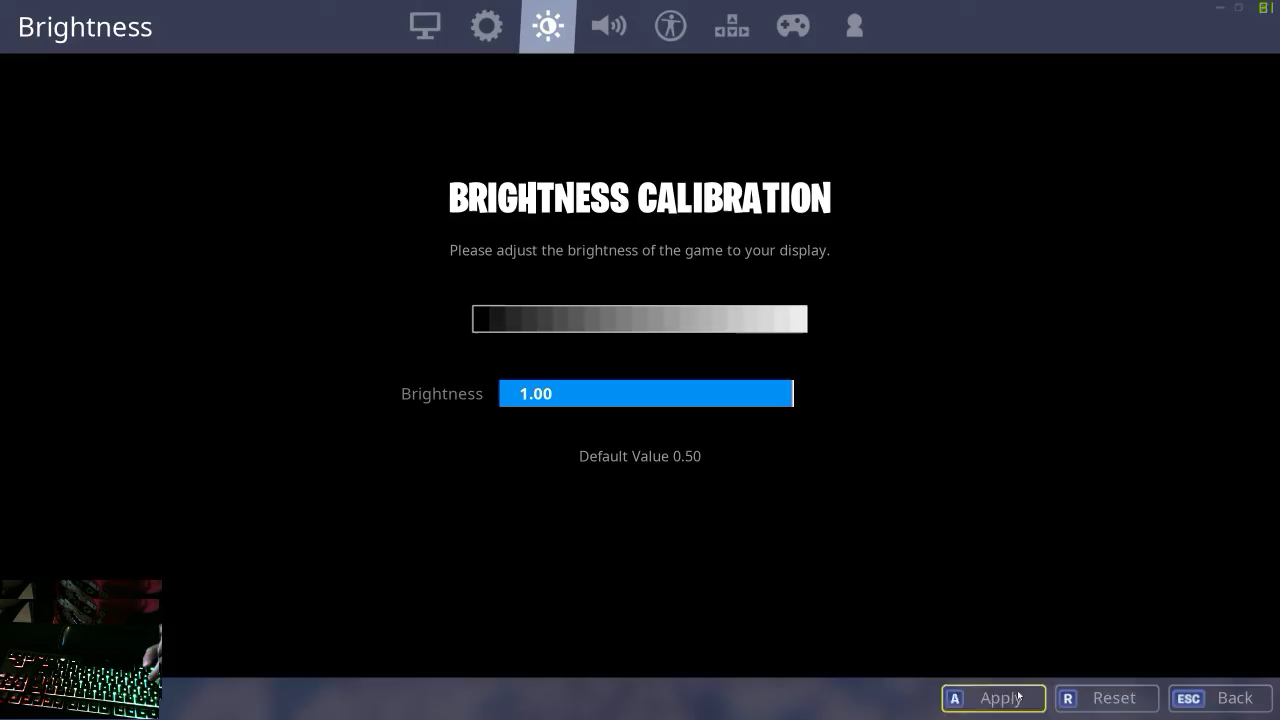 Brightness
BRIGHTNESS CALIBRATION
Please adjust the brightness of the game to your display.
Brightness 1.00
Default Value 0.50
A Apply R Reset ESC Back